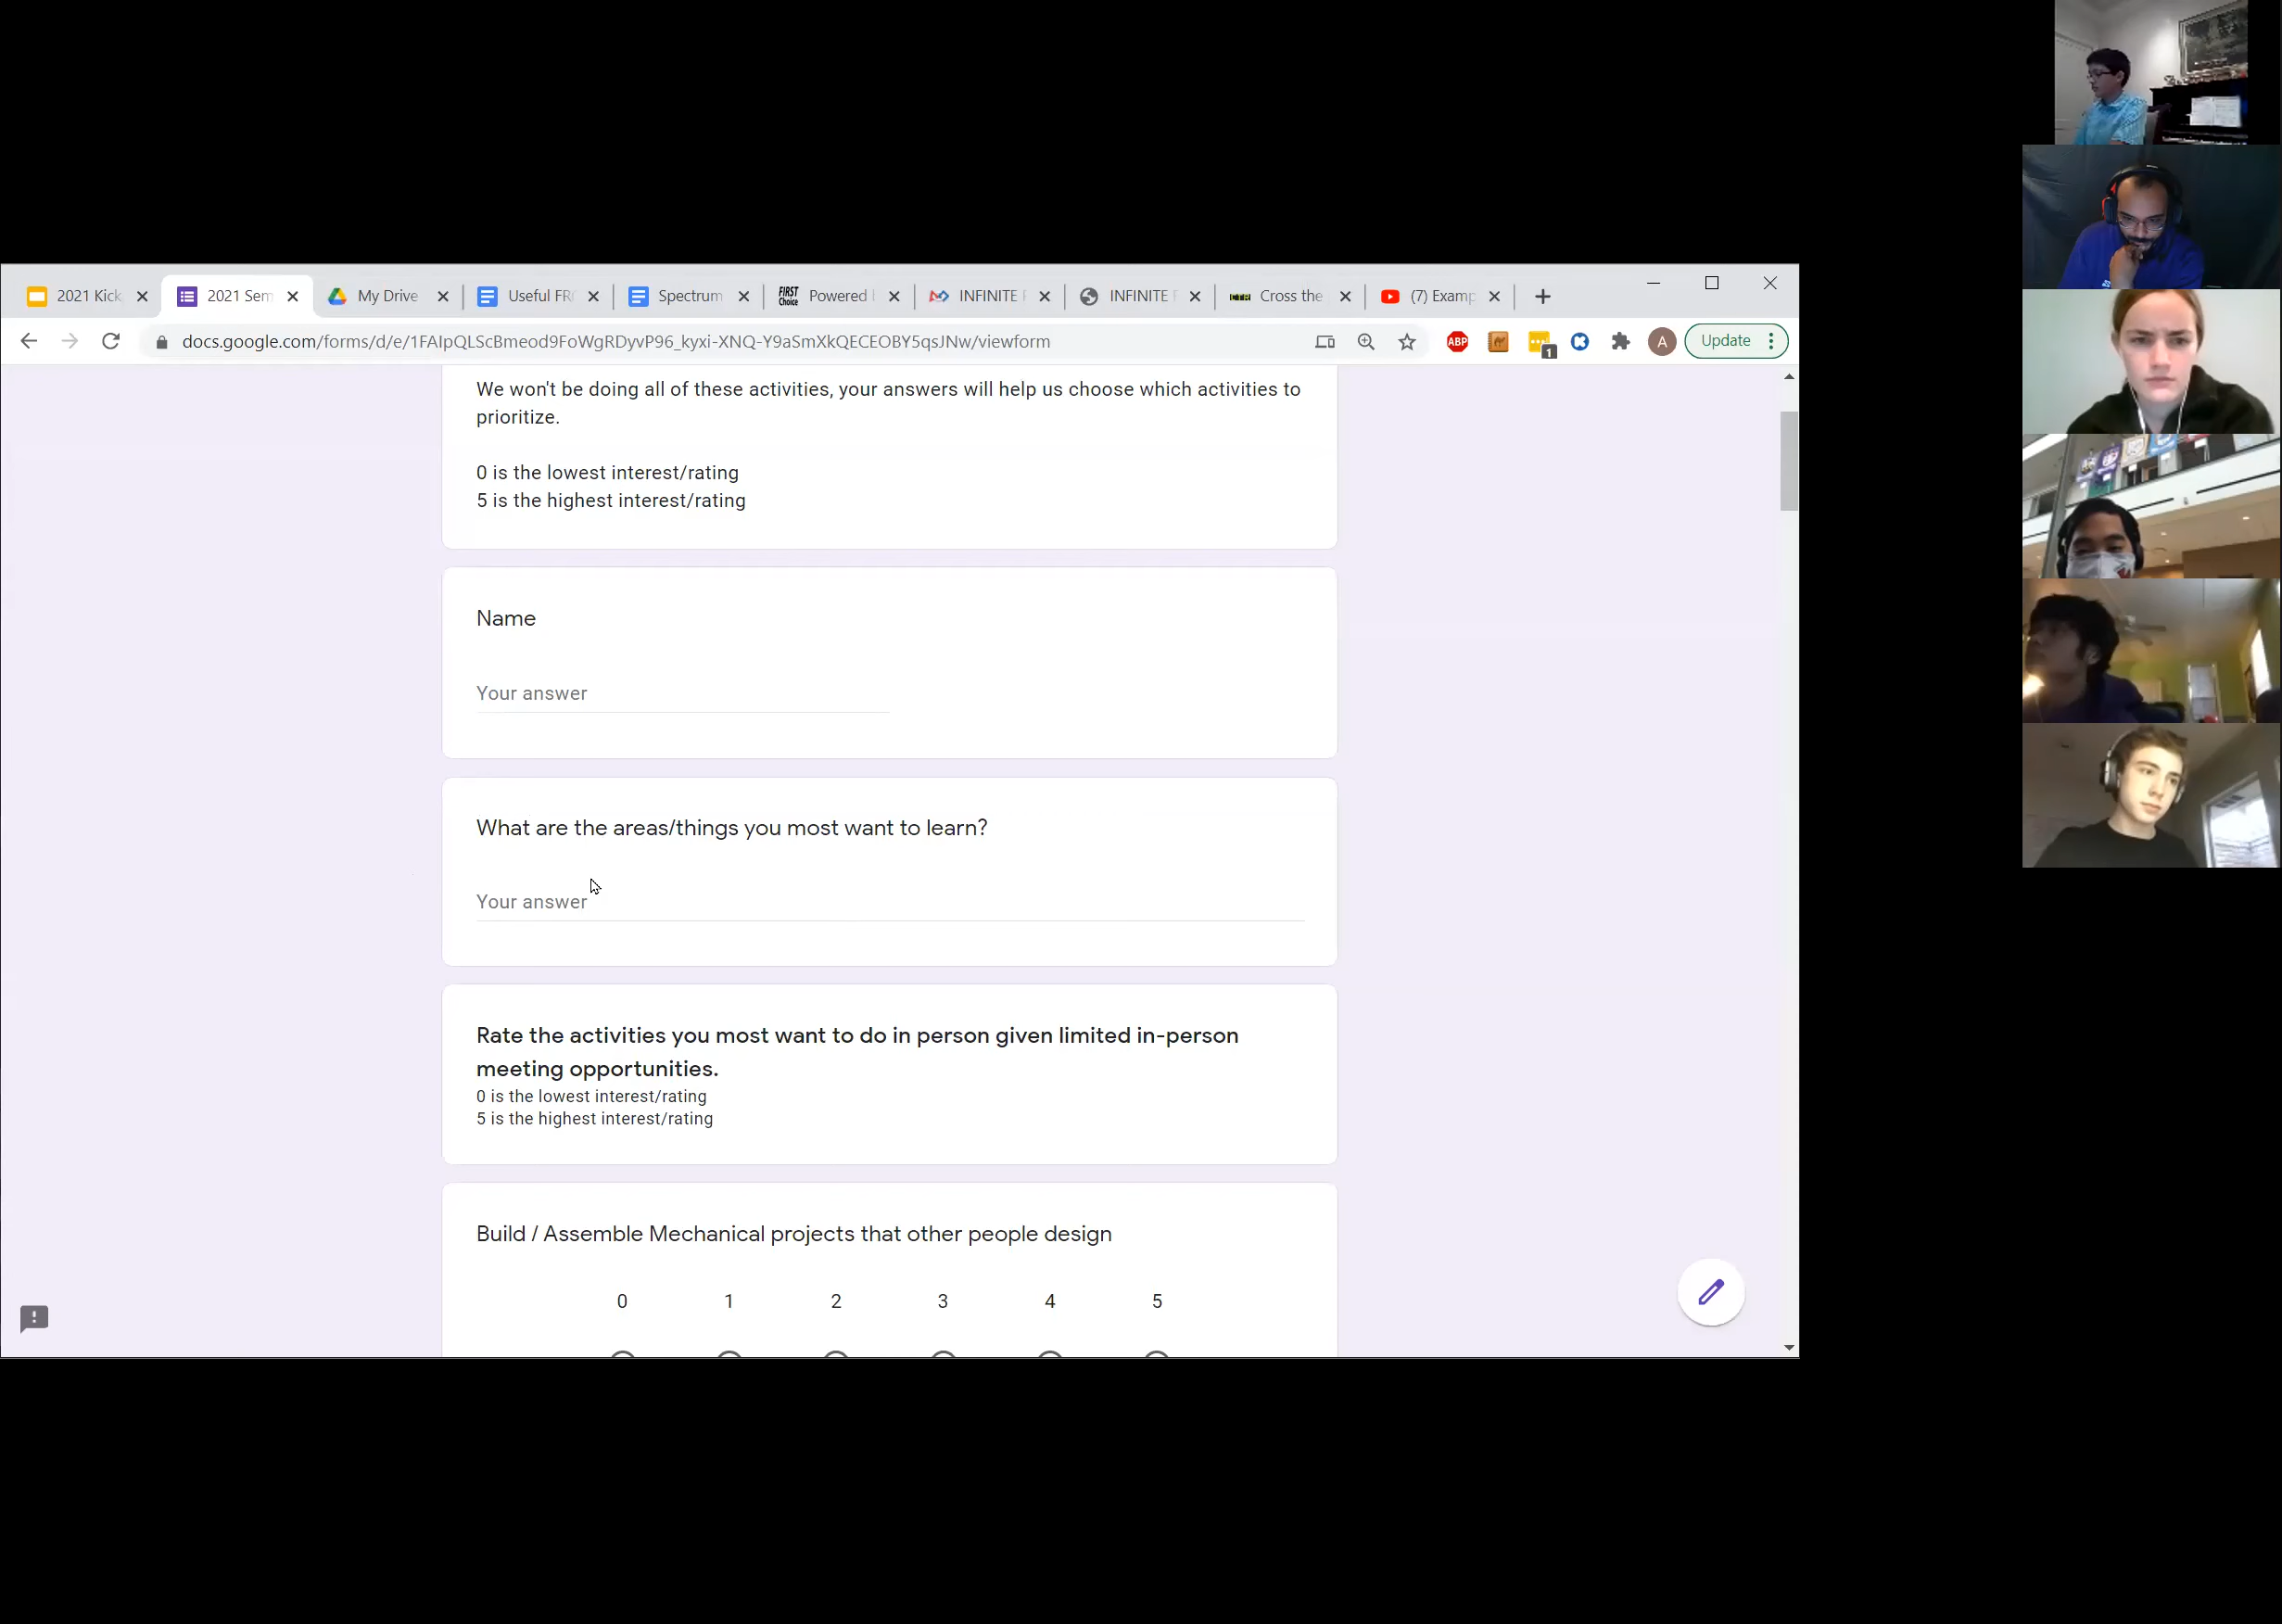 2021 Kick
2021 Sem
My Drive
Useful FR
Spectrum
FIRST Choice
Powered
INFINITE
INFINITE
Cross the
(7) Examp
docs.google.com/forms/d/e/1FAIpQLScBmeod9FoWgRDyvP96_kyxi-XNQ-Y9aSmXkQECEOBY5qsJNw/viewform
ABP
1
A
Update
We won't be doing all of these activities, your answers will help us choose which activities to
prioritize.
0 is the lowest interest/rating
5 is the highest interest/rating
Name
Your answer
What are the areas/things you most want to learn?
Your answer
Rate the activities you most want to do in person given limited in-person
meeting opportunities.
0 is the lowest interest/rating
5 is the highest interest/rating
Build / Assemble Mechanical projects that other people design
0 1 2 3 4 5